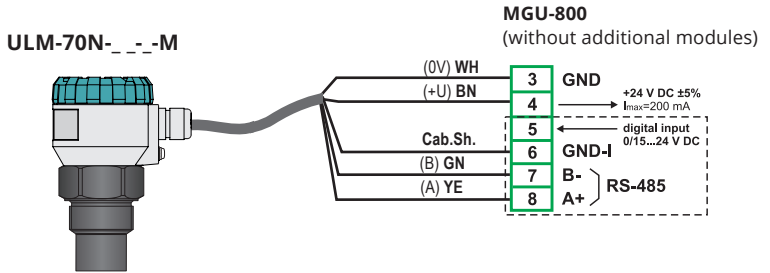 MGU-800
(without additional modules)
ULM-70N-_ _-_-M
(0V) WH 3 GND
(+U) BN 4 +24 V DC ±5%
Imax=200 mA
5 digital input
0/15...24 V DC
Cab.Sh. 6 GND-I
(B) GN 7 B-
RS-485
(A) YE 8 A+